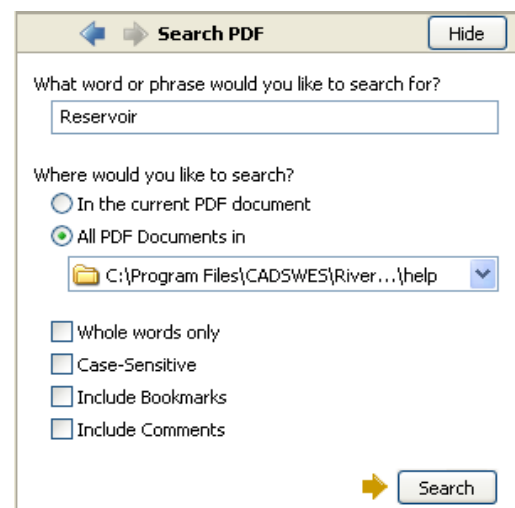 Search PDF Hide
What word or phrase would you like to search for?
Reservoir
Where would you like to search?
In the current PDF document
All PDF Documents in
C:\Program Files\CADSWES\River...\help
Whole words only
Case-Sensitive
Include Bookmarks
Include Comments
Search